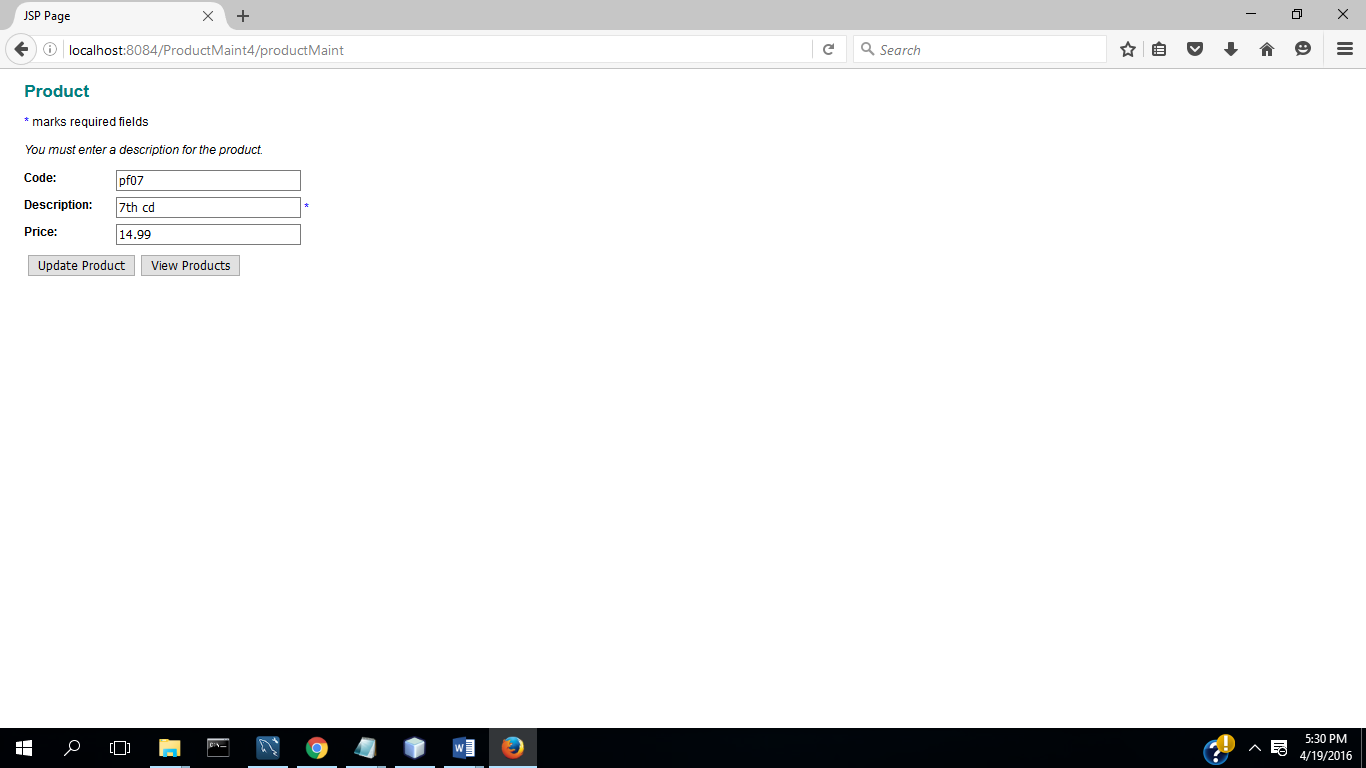 JSP Page
localhost:8084/ProductMaint4/productMaint
Search
Product
* marks required fields
You must enter a description for the product.
Code: pf07
Description: 7th cd *
Price: 14.99
Update Product View Products
5:30 PM
4/19/2016